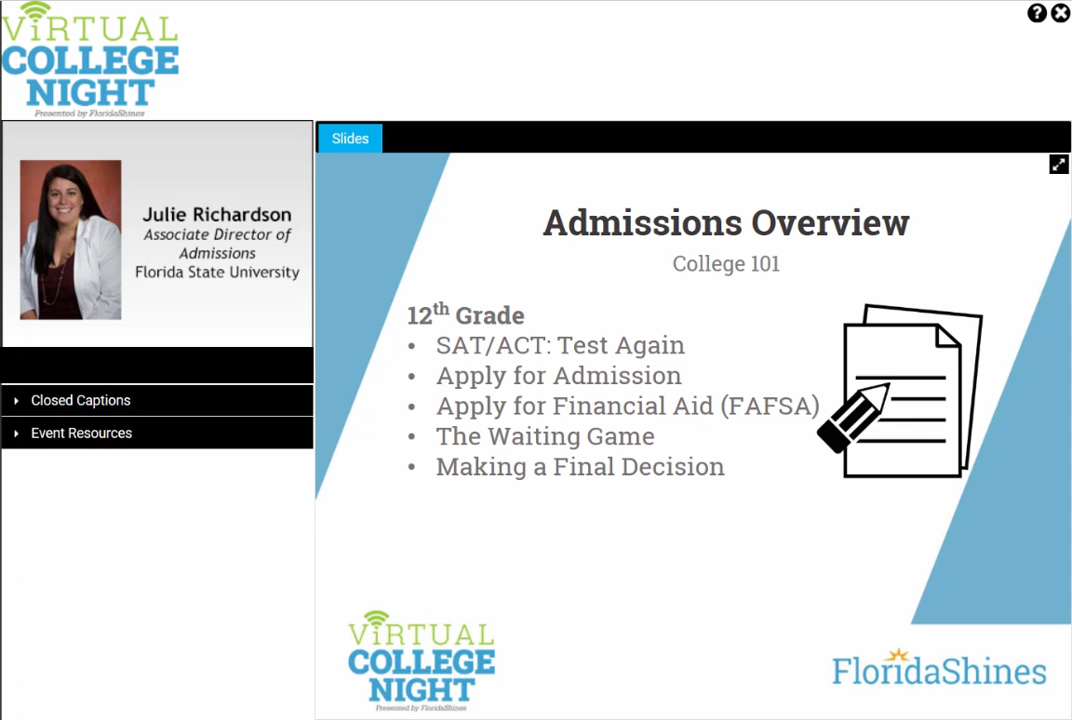 ViRTUAL
COLLEGE
NIGHT
Presented by FloridaShines
Julie Richardson
Associate Director of
Admissions
Florida State University
Closed Captions
Event Resources
?
Slides
Admissions Overview
College 101
12th Grade
• SAT/ACT: Test Again
• Apply for Admission
• Apply for Financial Aid (FAFSA)
• The Waiting Game
• Making a Final Decision
ViRTUAL
COLLEGE
NIGHT
Presented by FloridaShines
FloridaShines